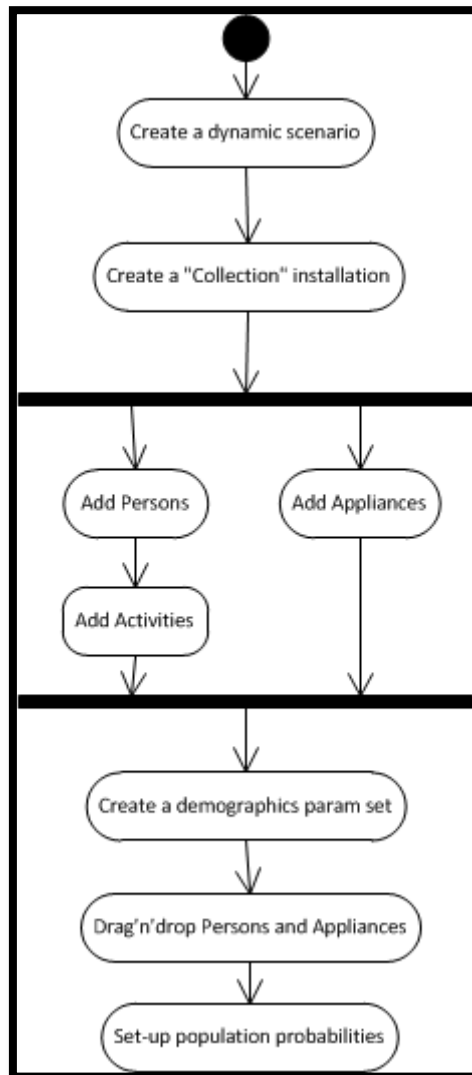 Create a dynamic scenario
Create a "Collection" installation
Add Persons
Add Appliances
Add Activities
Create a demographics param set
Drag'n'drop Persons and Appliances
Set-up population probabilities